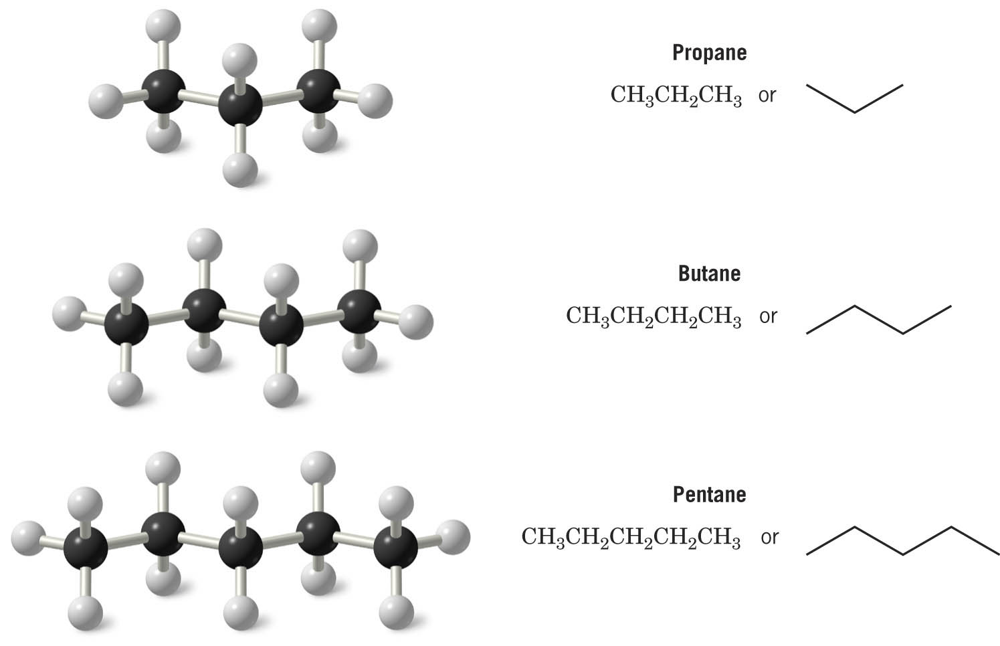 Propane
CH₃CH₂CH₃ or
Butane
CH₃CH₂CH₂CH₃ or
Pentane
CH₃CH₂CH₂CH₂CH₃ or